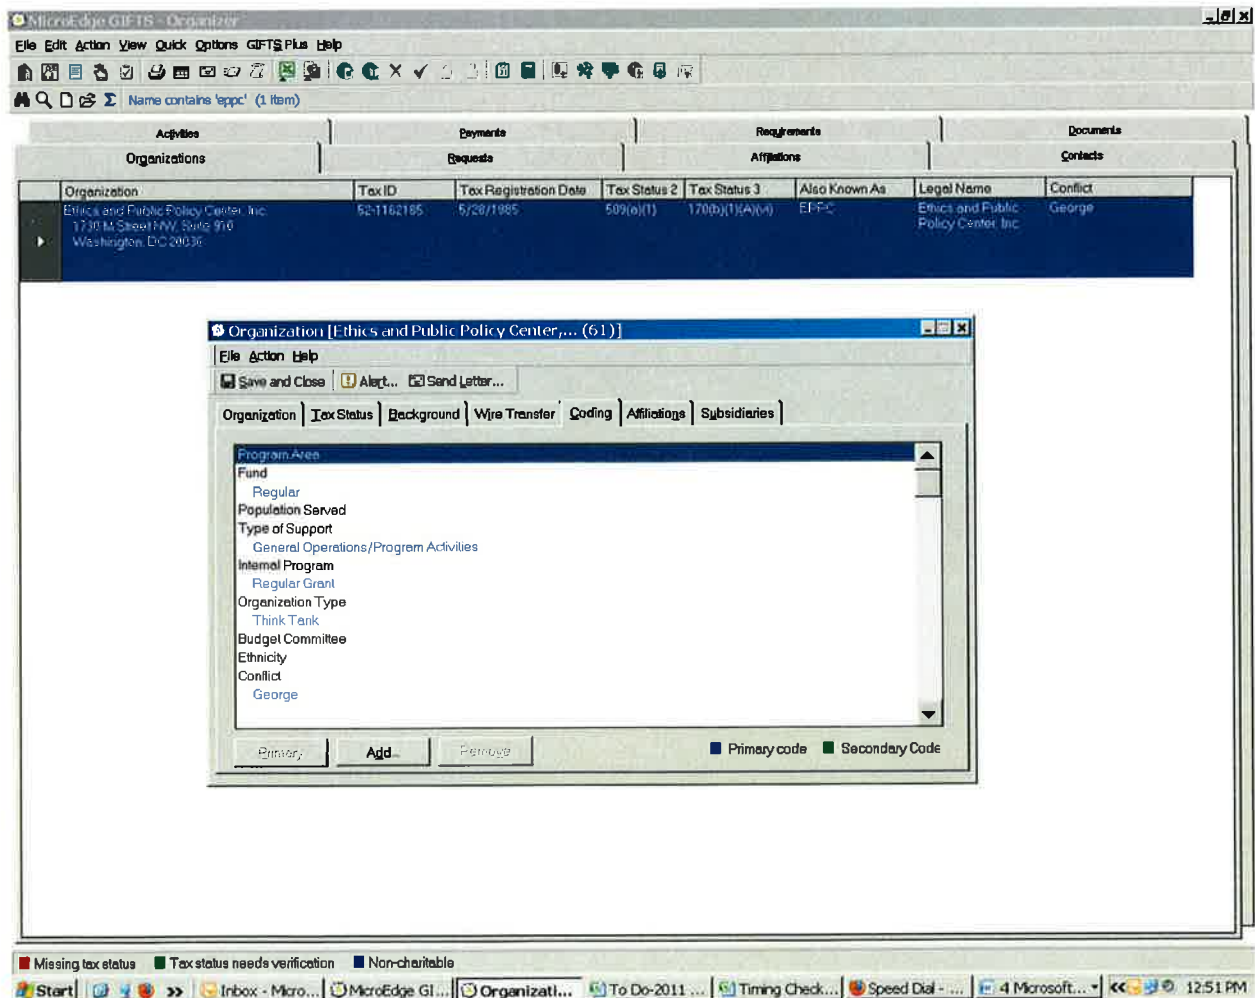 MicroEdge GIFTS - Organizer
File Edit Action View Quick Options GIFTS Plus Help
Name contains 'eppc' (1 item)
Activities Payments Requirements Documents
Organizations Requests Affiliations Contacts
Organization Tax ID Tax Registration Date Tax Status 2 Tax Status 3 Also Known As Legal Name Conflict
Ethics and Public Policy Center, Inc. 52-1162185 5/28/1985 509(a)(1) 170(b)(1)(A)(vi) EPPC Ethics and Public George
1730 M Street NW, Suite 910 Policy Center, Inc.
Washington, DC 20036
Organization [Ethics and Public Policy Center,... (61)]
File Action Help
Save and Close Alert... Send Letter...
Organization Tax Status Background Wire Transfer Coding Affiliations Subsidiaries
Program Area
Fund
Regular
Population Served
Type of Support
General Operations/Program Activities
Internal Program
Regular Grant
Organization Type
Think Tank
Budget Committee
Ethnicity
Conflict
George
Primary Add... Remove Primary code Secondary Code
Missing tax status Tax status needs verification Non-charitable
Start Inbox - Micro... MicroEdge GI... Organizati... To Do-2011 ... Timing Check... Speed Dial - .... 4 Microsoft... 12:51 PM